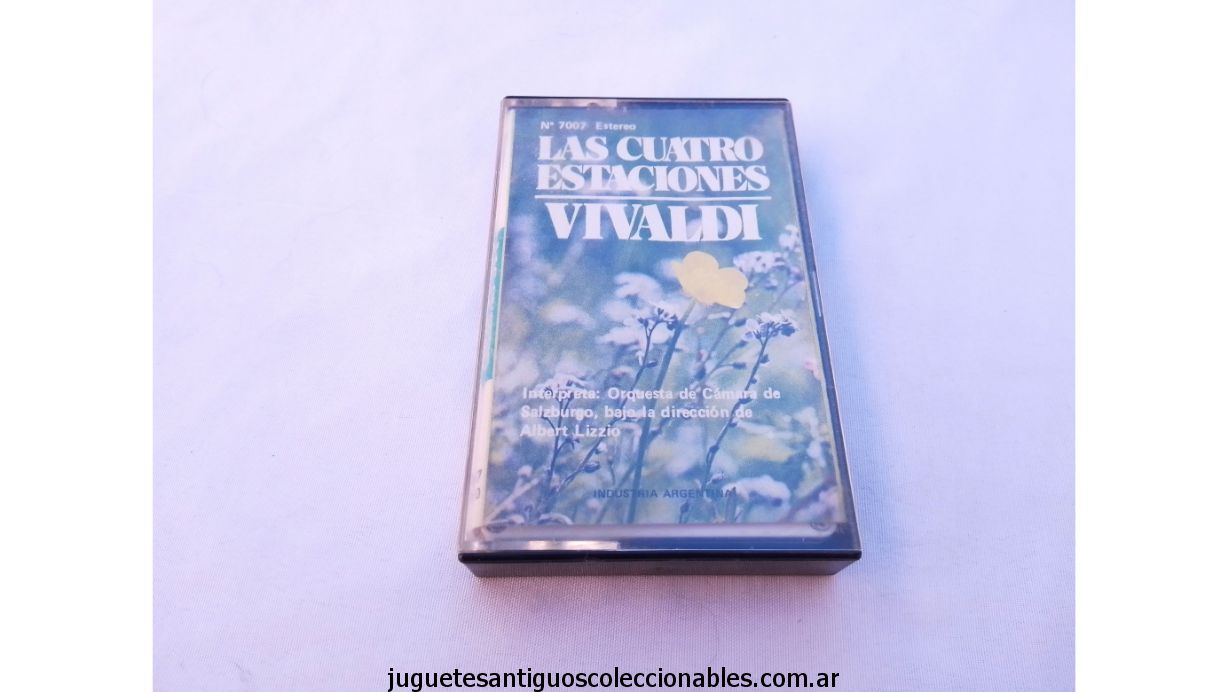 Nº 7007 Estereo
LAS CUATRO
ESTACIONES
VIVALDI
Interpreta: Orquesta de Cámara de
Salzburgo, bajo la dirección de
Albert Lizzio
INDUSTRIA ARGENTINA
juguetesantiguoscoleccionables.com.ar